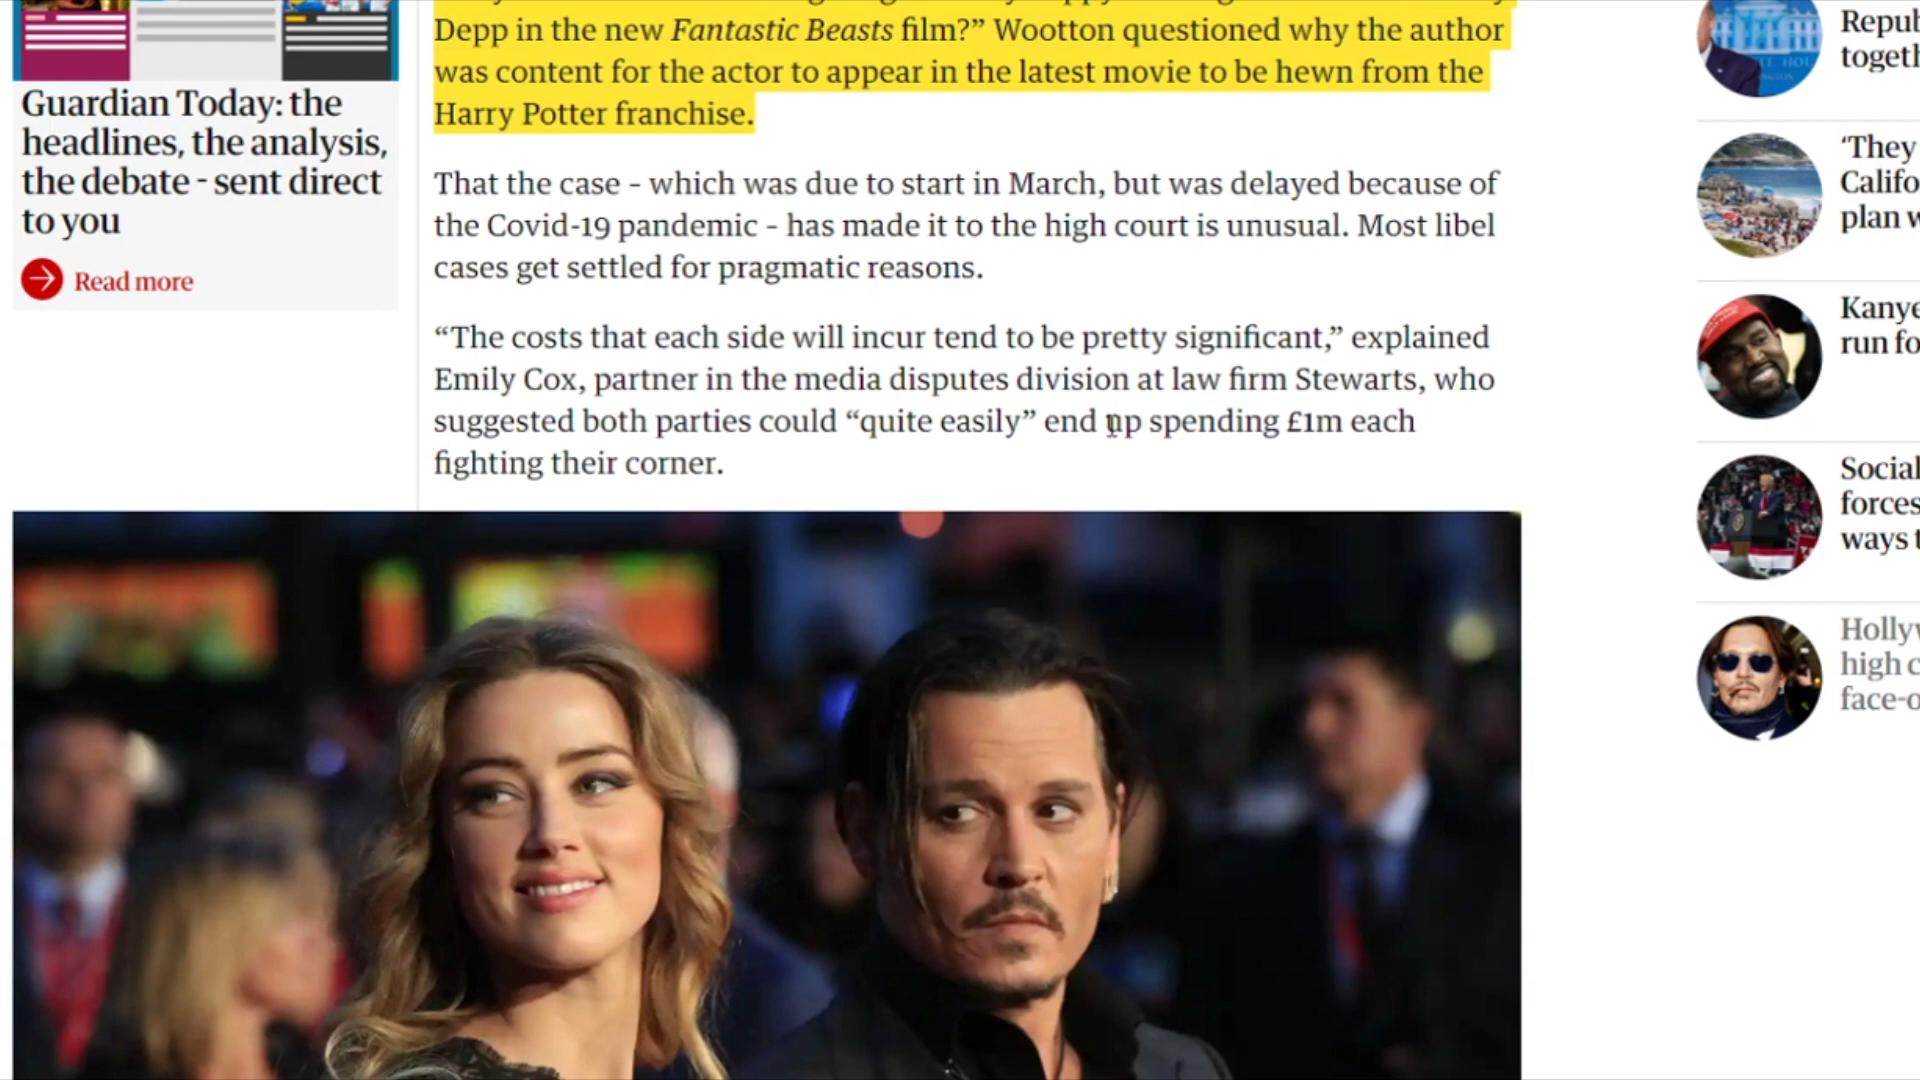 Guardian Today: the
headlines, the analysis,
the debate - sent direct
to you
Read more
Depp in the new Fantastic Beasts film?” Wootton questioned why the author
was content for the actor to appear in the latest movie to be hewn from the
Harry Potter franchise.
That the case – which was due to start in March, but was delayed because of
the Covid-19 pandemic – has made it to the high court is unusual. Most libel
cases get settled for pragmatic reasons.
“The costs that each side will incur tend to be pretty significant,” explained
Emily Cox, partner in the media disputes division at law firm Stewarts, who
suggested both parties could “quite easily” end up spending £1m each
fighting their corner.
Repub
togeth
‘They
Califo
plan w
Kanye
run fo
Social
forces
ways t
Hollyw
high c
face-o